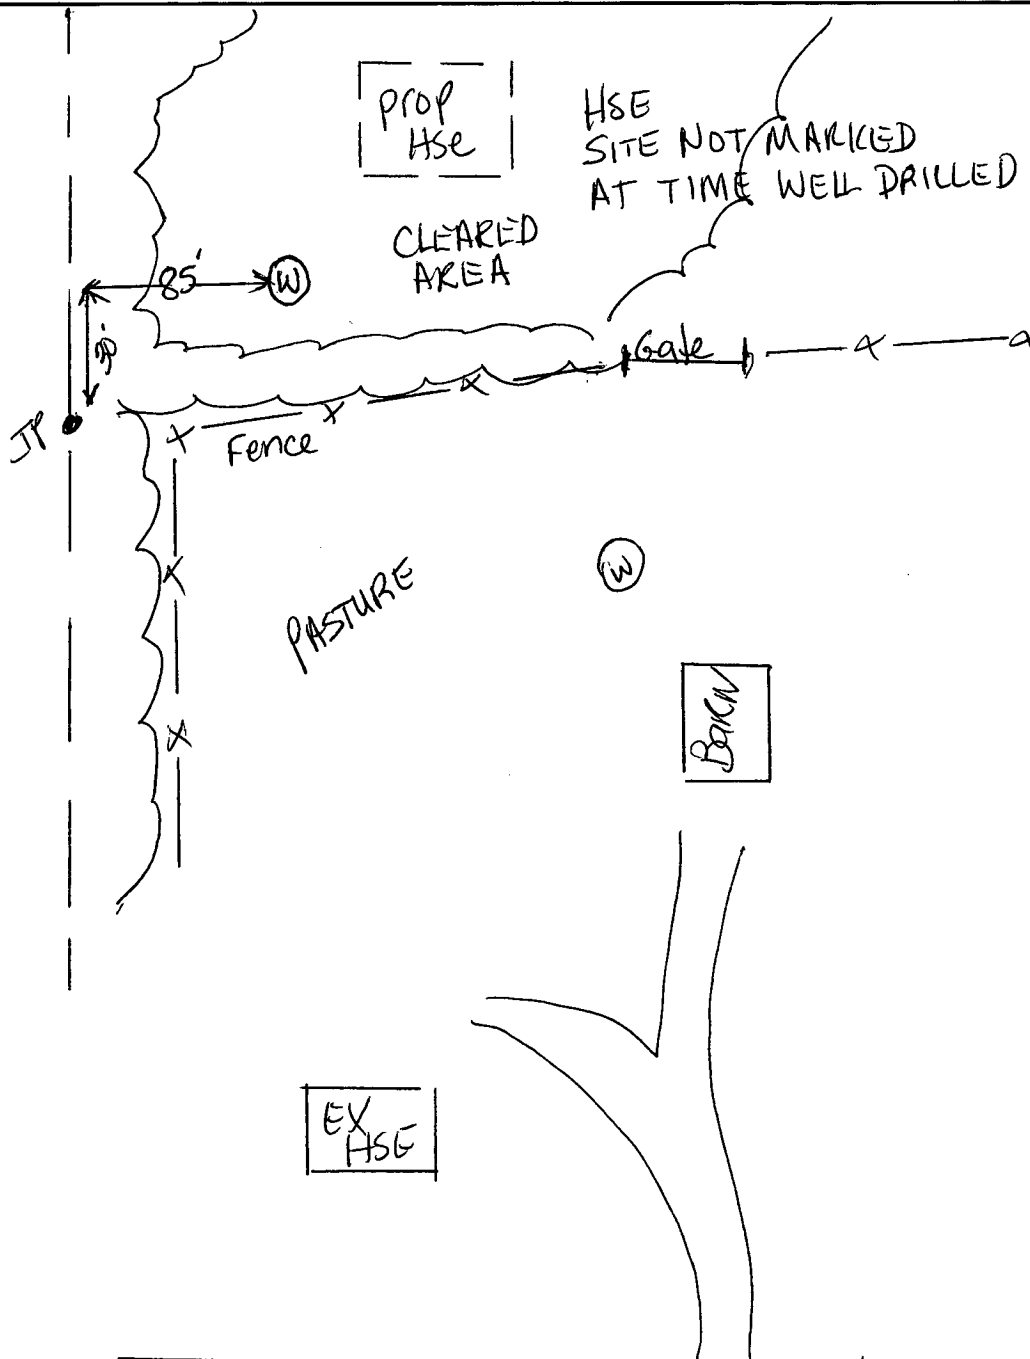 prop
Hse
HSE
SITE NOT MARKED
AT TIME WELL DRILLED
CLEARED
AREA
85'
W
Gate
JP
Fence
W
PASTURE
BARN
EX
HSE